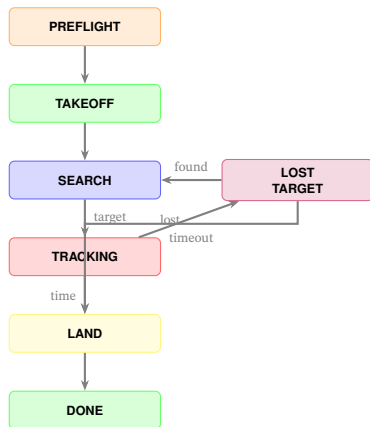 PREFLIGHT
TAKEOFF
found
SEARCH
LOST
TARGET
target
lost
timeout
TRACKING
time
LAND
DONE